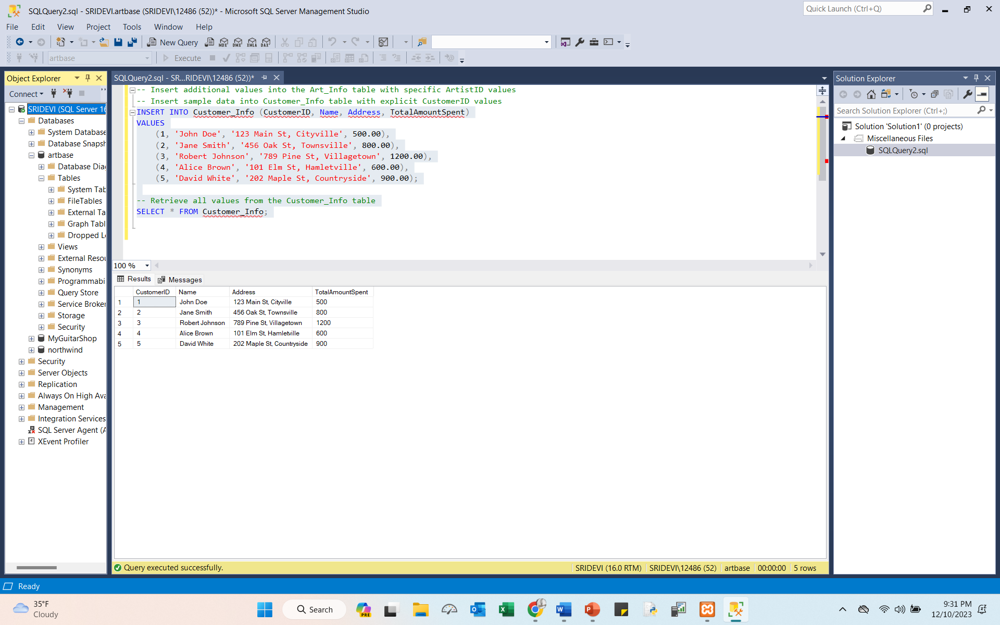 SQLQuery2.sql - SRIDEVI.artbase (SRIDEVI\12486 (52))* - Microsoft SQL Server Management Studio
Quick Launch (Ctrl+Q)
File Edit View Project Tools Window Help
New Query MDX DMX XMLA DAX
artbase Execute
Object Explorer
Connect
SRIDEVI (SQL Server 16
Databases
System Database
Database Snapsh
artbase
Database Dia
Tables
System Tab
FileTables
External Ta
Graph Tabl
Dropped L
Views
External Resou
Synonyms
Programmabi
Query Store
Service Broker
Storage
Security
MyGuitarShop
northwind
Security
Server Objects
Replication
Always On High Ava
Management
Integration Services
SQL Server Agent (A
XEvent Profiler
SQLQuery2.sql - SR...RIDEVI\12486 (52))*
-- Insert additional values into the Art_Info table with specific ArtistID values
-- Insert sample data into Customer_Info table with explicit CustomerID values
INSERT INTO Customer_Info (CustomerID, Name, Address, TotalAmountSpent)
VALUES
(1, 'John Doe', '123 Main St, Cityville', 500.00),
(2, 'Jane Smith', '456 Oak St, Townsville', 800.00),
(3, 'Robert Johnson', '789 Pine St, Villagetown', 1200.00),
(4, 'Alice Brown', '101 Elm St, Hamletville', 600.00),
(5, 'David White', '202 Maple St, Countryside', 900.00);
-- Retrieve all values from the Customer_Info table
SELECT * FROM Customer_Info;
100 %
Results Messages
CustomerID Name Address TotalAmountSpent
1 1 John Doe 123 Main St, Cityville 500
2 2 Jane Smith 456 Oak St, Townsville 800
3 3 Robert Johnson 789 Pine St, Villagetown 1200
4 4 Alice Brown 101 Elm St, Hamletville 600
5 5 David White 202 Maple St, Countryside 900
Query executed successfully.
SRIDEVI (16.0 RTM) SRIDEVI\12486 (52) artbase 00:00:00 5 rows
Solution Explorer
Search Solution Explorer (Ctrl+;)
Solution 'Solution1' (0 projects)
Miscellaneous Files
SQLQuery2.sql
Ready
35°F
Cloudy
Search
PRE
9:31 PM
12/10/2023